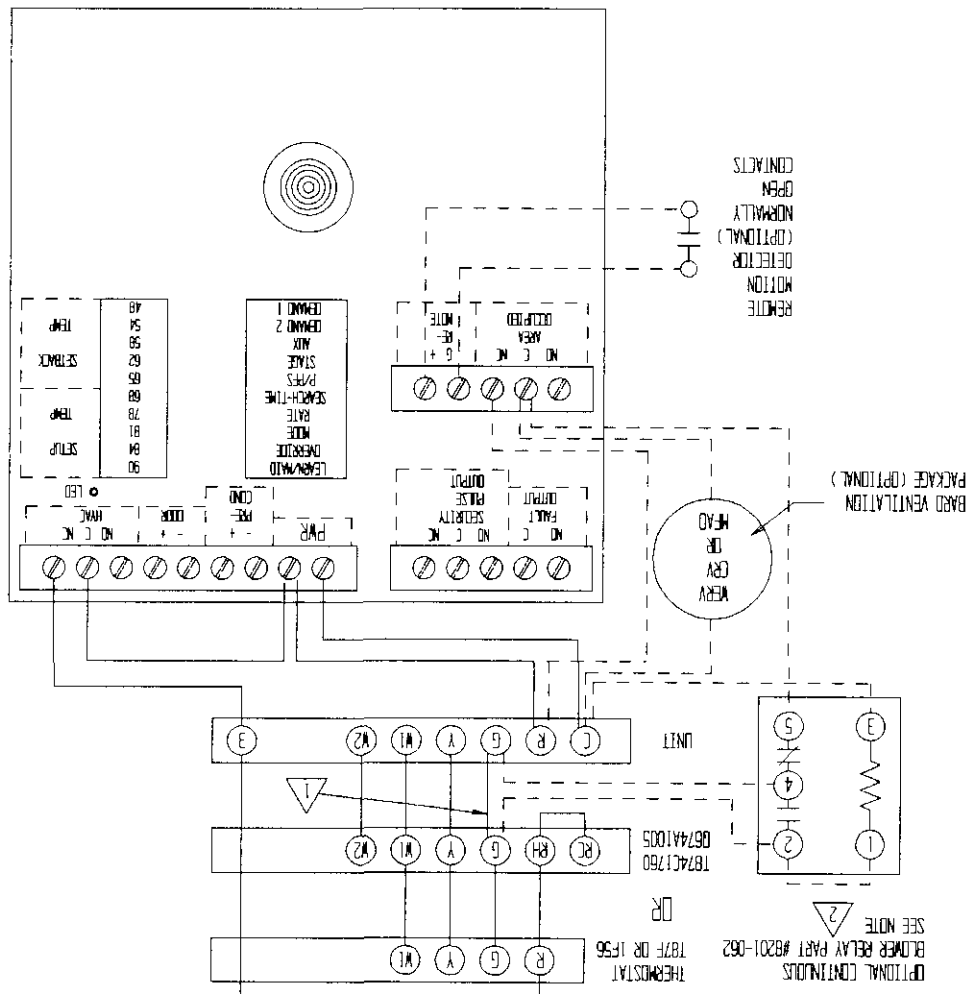 OPTIONAL CONTINUOUS
BLOWER RELAY PART #8201-062
SEE NOTE
2
THERMOSTAT
T87F OR 1F56
R G Y W1
OR
T874C1760
Q674A1005
RC RH G Y W1 W2
1 2
4
3 5
1
UNIT
C R G Y W1 W2 3
BARD VENTILATION
PACKAGE (OPTIONAL)
WERV
CRV
OR
MFAD
NO C
FAULT
OUTPUT
NO C NC
SECURITY
PULSE
OUTPUT
PWR
- +
PRE-
COND
- +
DOOR
NO C NC
HVAC
LED
LEARN/MAID
OVERRIDE
MODE
RATE
SEARCH-TIME
P/PFS
STAGE
AUX
DEMAND 2
DEMAND 1
90
84
81
78
68
65
62
58
54
48
SETUP
TEMP
SETBACK
TEMP
NO C NC
AREA
OCCUPIED
G +
RE-
MOTE
REMOTE
MOTION
DETECTOR
(OPTIONAL)
NORMALLY
OPEN
CONTACTS